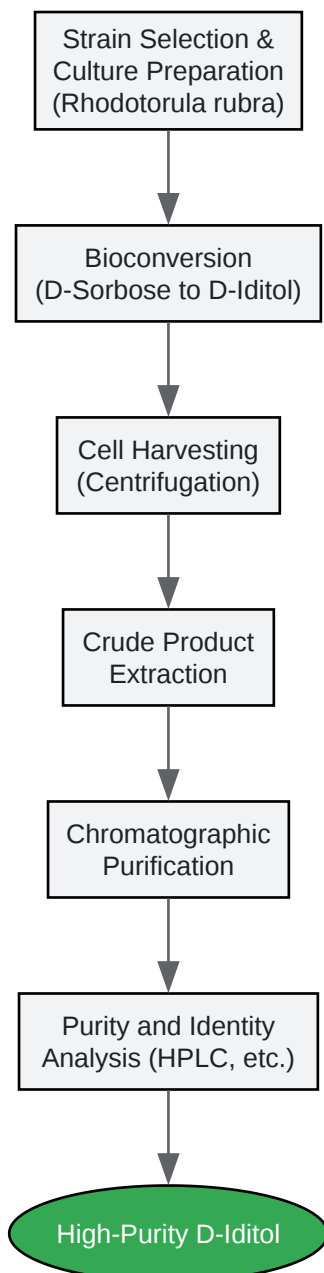 Strain Selection &
Culture Preparation
(Rhodotorula rubra)
Bioconversion
(D-Sorbose to D-Iditol)
Cell Harvesting
(Centrifugation)
Crude Product
Extraction
Chromatographic
Purification
Purity and Identity
Analysis (HPLC, etc.)
High-Purity D-Iditol